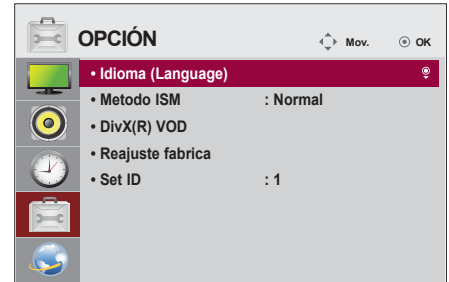 OPCIÓN Mov. OK
• Idioma (Language)
• Metodo ISM : Normal
• DivX(R) VOD
• Reajuste fabrica
• Set ID : 1